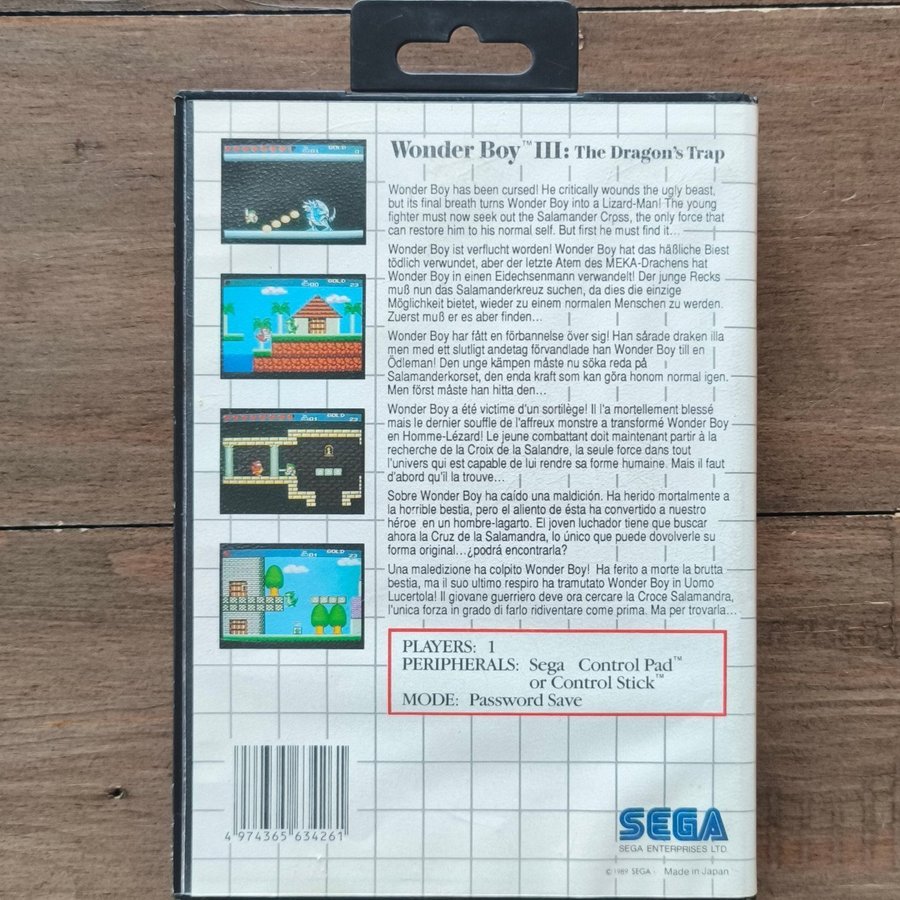 Wonder Boy™ III: The Dragon's Trap
Wonder Boy has been cursed! He critically wounds the ugly beast,
but its final breath turns Wonder Boy into a Lizard-Man! The young
fighter must now seek out the Salamander Cross, the only force that
can restore him to his normal self. But first he must find it...
Wonder Boy ist verflucht worden! Wonder Boy hat das häßliche Biest
tödlich verwundet, aber der letzte Atem des MEKA-Drachens hat
Wonder Boy in einen Eidechsenmann verwandelt! Der junge Recks
muß nun das Salamanderkreuz suchen, da dies die einzige
Möglichkeit bietet, wieder zu einem normalen Menschen zu werden.
Zuerst muß er es aber finden...
Wonder Boy har fått en förbannelse över sig! Han sårade draken illa
men med ett slutligt andetag förvandlade han Wonder Boy till en
Ödleman! Den unge kämpen måste nu söka reda på
Salamanderkorset, den enda kraft som kan göra honom normal igen.
Men först måste han hitta den...
Wonder Boy a été victime d'un sortilège! Il l'a mortellement blessé
mais le dernier souffle de l'affreux monstre a transformé Wonder Boy
en Homme-Lézard! Le jeune combattant doit maintenant partir à la
recherche de la Croix de la Salandre, la seule force dans tout
l'univers qui est capable de lui rendre sa forme humaine. Mais il faut
d'abord qu'il la trouve...
Sobre Wonder Boy ha caído una maldición. Ha herido mortalmente a
la horrible bestia, pero el aliento de ésta ha convertido a nuestro
héroe en un hombre-lagarto. El joven luchador tiene que buscar
ahora la Cruz de la Salamandra, lo único que puede dovolverle su
forma original...¿podrá encontrarla?
Una maledizione ha colpito Wonder Boy! Ha ferito a morte la brutta
bestia, ma il suo ultimo respiro ha tramutato Wonder Boy in Uomo
Lucertola! Il giovane guerriero deve ora cercare la Croce Salamandra,
l'unica forza in grado di farlo ridiventare come prima. Ma per trovarla...
PLAYERS: 1
PERIPHERALS: Sega Control Pad™
or Control Stick™
MODE: Password Save
4 974365 634261
SEGA
SEGA ENTERPRISES LTD.
© 1989 SEGA Made in Japan
GOLD
GOLD
23
GOLD
23
GOLD
23